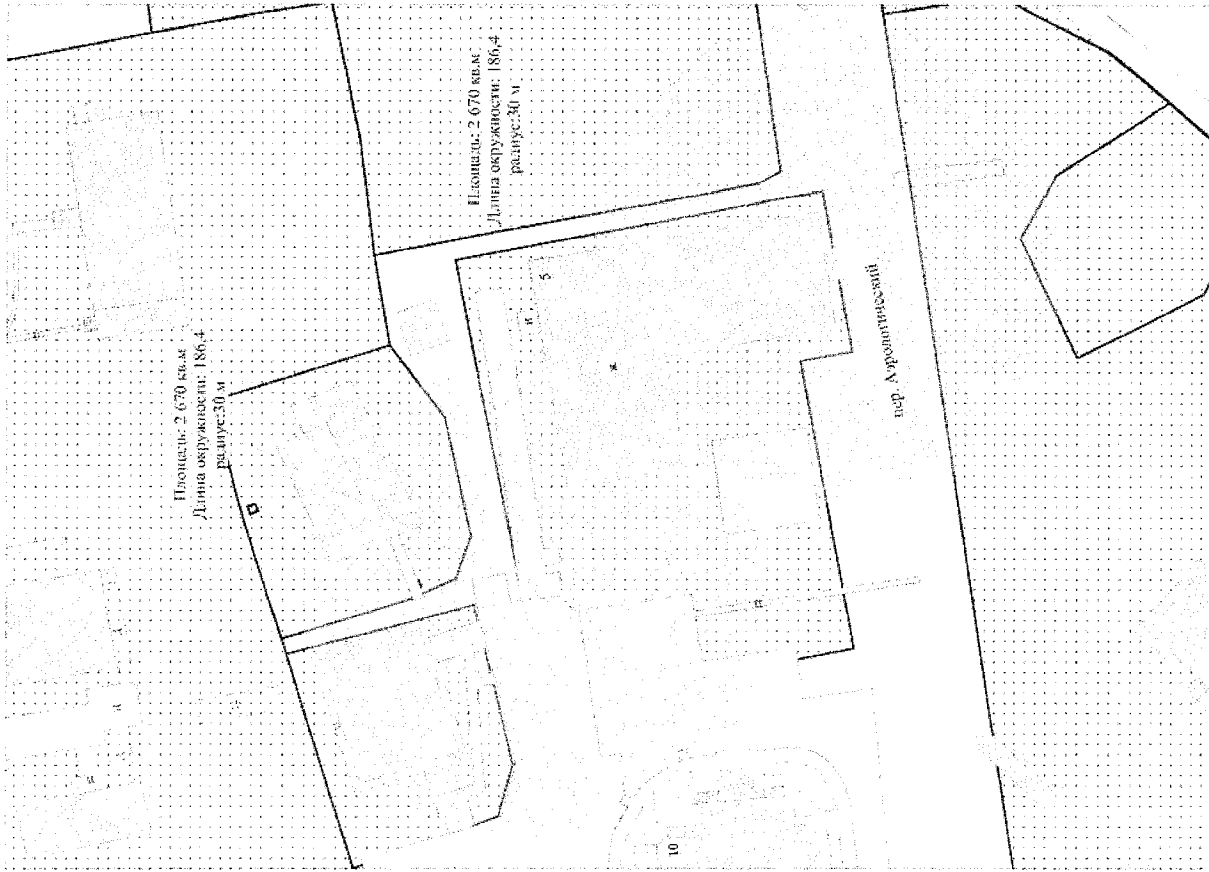 Площадь: 2 670 кв.м
Длина окружности: 186,4
радиус:30 м
Площадь: 2 670 кв.м
Длина окружности: 186,4
радиус:30 м
5
н
ж
пер. Аэрологический
10